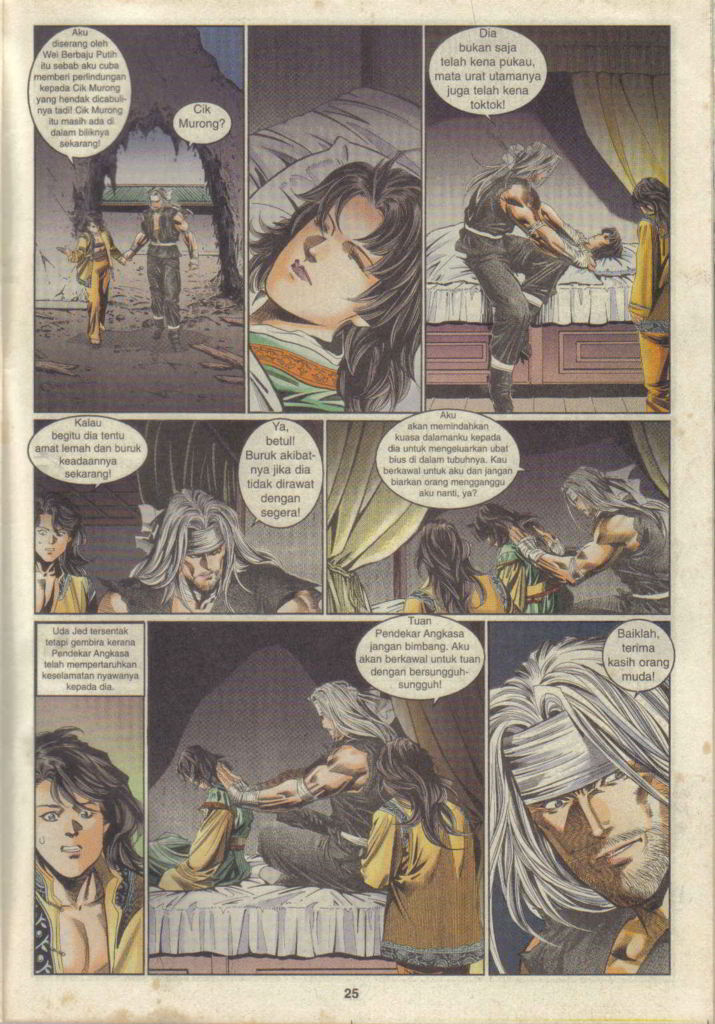 Aku
diserang oleh
Wei Berbaju Putih
itu sebab aku cuba
memberi perlindungan
kepada Cik Murong
yang hendak dicabuli-
nya tadi! Cik Murong
itu masih ada di
dalam biliknya
sekarang!
Cik
Murong?
Dia
bukan saja
telah kena pukau,
mata urat utamanya
juga telah kena
toktok!
Kalau
begitu dia tentu
amat lemah dan buruk
keadaannya
sekarang!
Ya,
betul!
Buruk akibat-
nya jika dia
tidak dirawat
dengan
segera!
Aku
akan memindahkan
kuasa dalamanku kepada
dia untuk mengeluarkan ubat
bius di dalam tubuhnya. Kau
berkawal untuk aku dan jangan
biarkan orang mengganggu
aku nanti, ya?
Uda Jed tersentak
tetapi gembira kerana
Pendekar Angkasa
telah mempertaruhkan
keselamatan nyawanya
kepada dia.
Tuan
Pendekar Angkasa
jangan bimbang. Aku
akan berkawal untuk tuan
dengan bersungguh-
sungguh!
Baiklah,
terima
kasih orang
muda!
25